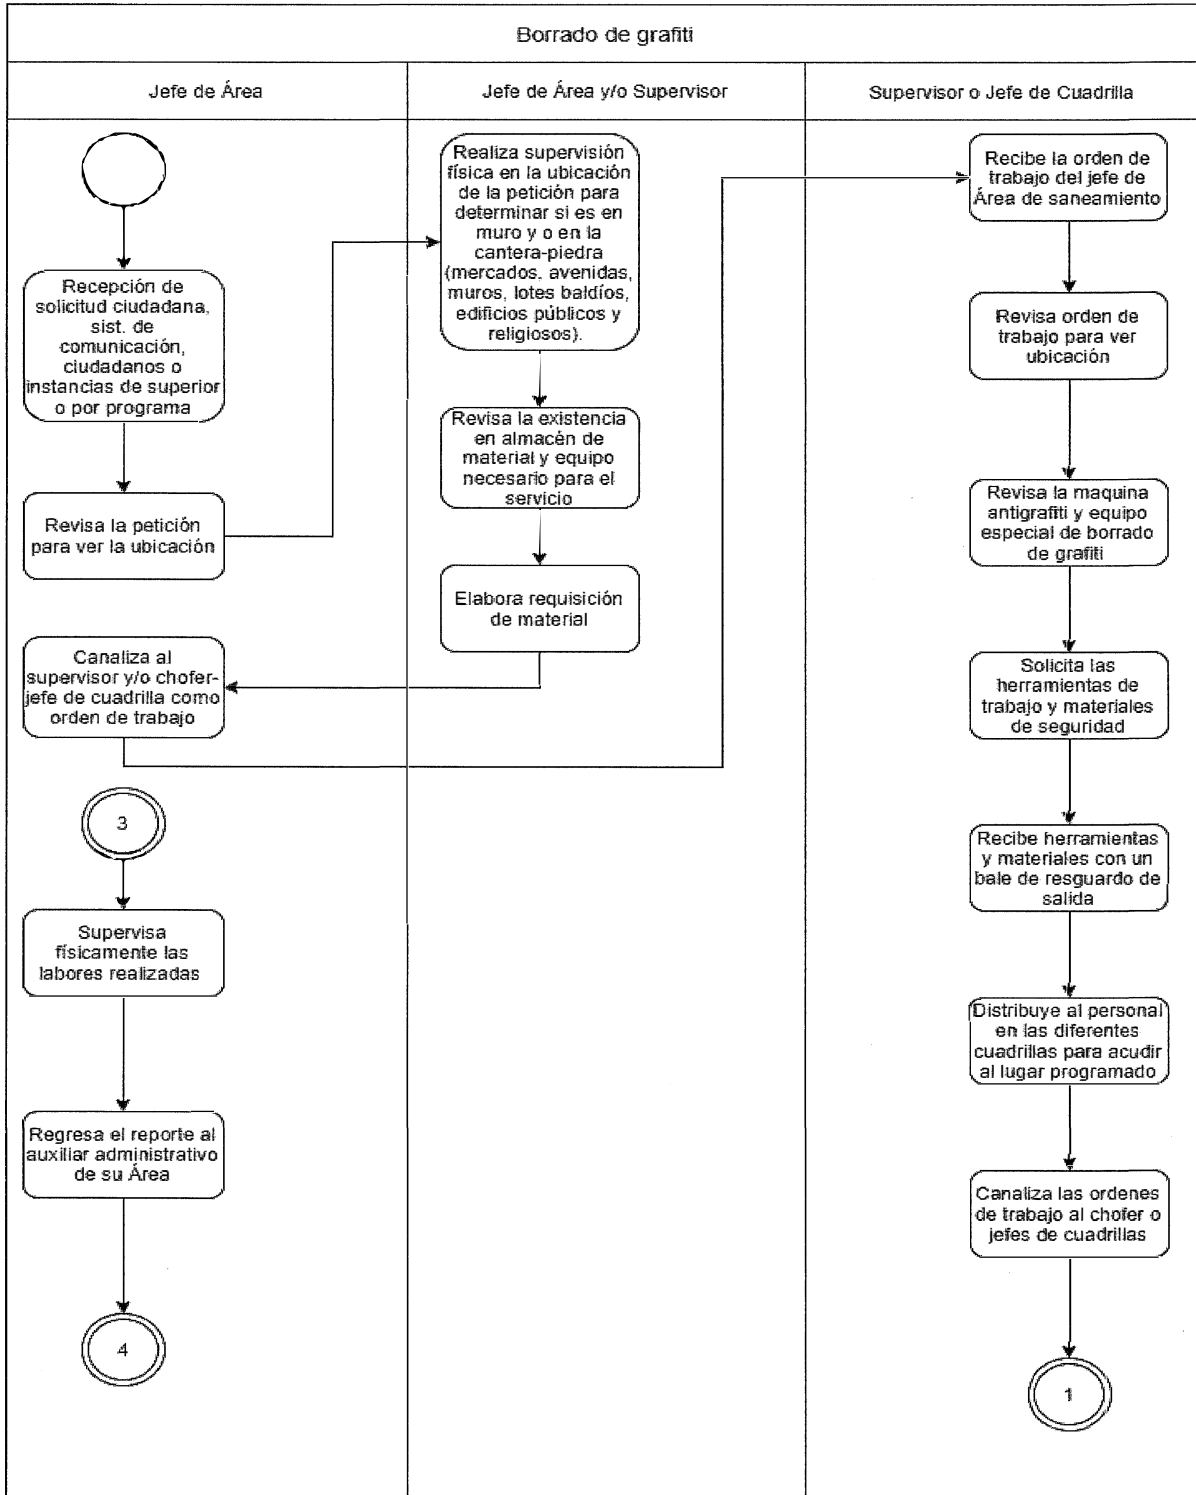 Borrado de grafiti
Jefe de Área
Jefe de Área y/o Supervisor
Supervisor o Jefe de Cuadrilla
Recepción de
solicitud ciudadana,
sist. de
comunicación,
ciudadanos o
instancias de superior
o por programa
Revisa la petición
para ver la ubicación
Canaliza al
supervisor y/o chofer-
jefe de cuadrilla como
orden de trabajo
3
Supervisa
físicamente las
labores realizadas
Regresa el reporte al
auxiliar administrativo
de su Área
4
Realiza supervisión
física en la ubicación
de la petición para
determinar si es en
muro y o en la
cantera-piedra
(mercados, avenidas,
muros, lotes baldíos,
edificios públicos y
religiosos).
Revisa la existencia
en almacén de
material y equipo
necesario para el
servicio
Elabora requisición
de material
Recibe la orden de
trabajo del jefe de
Área de saneamiento
Revisa orden de
trabajo para ver
ubicación
Revisa la maquina
antigrafiti y equipo
especial de borrado
de grafiti
Solicita las
herramientas de
trabajo y materiales
de seguridad
Recibe herramientas
y materiales con un
bale de resguardo de
salida
Distribuye al personal
en las diferentes
cuadrillas para acudir
al lugar programado
Canaliza las ordenes
de trabajo al chofer o
jefes de cuadrillas
1